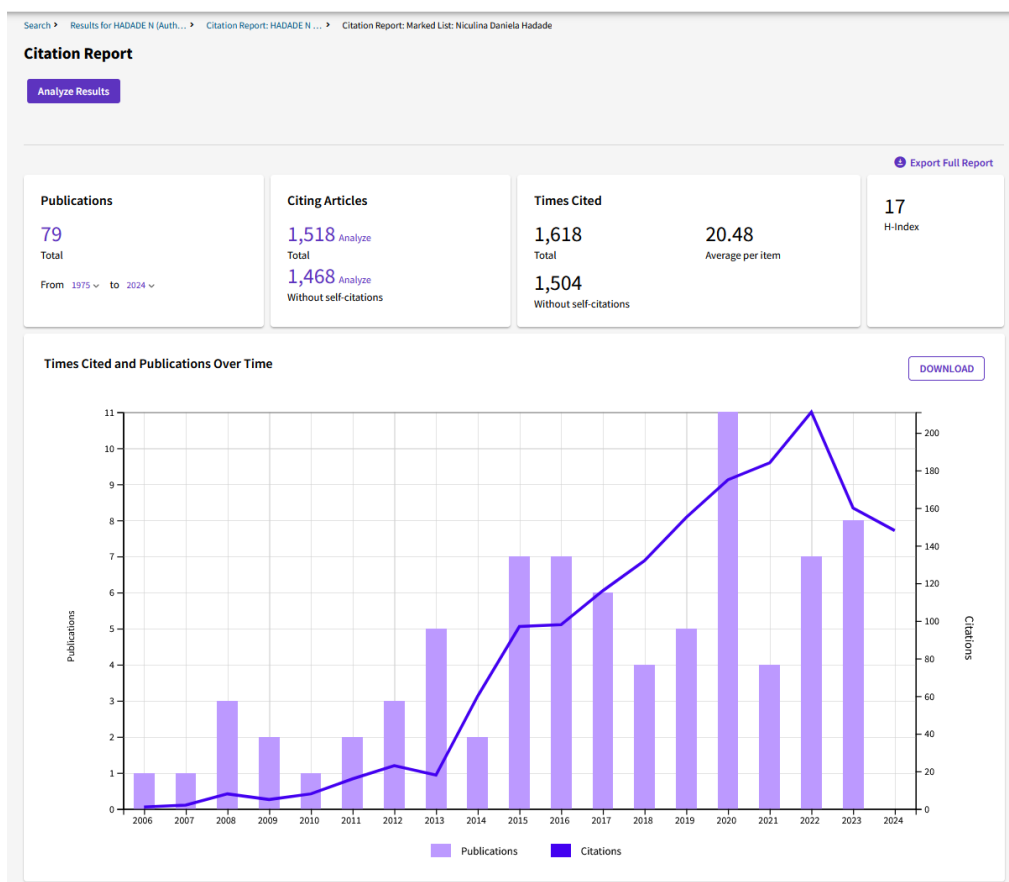 Search > Results for HADADE N (Auth... > Citation Report: HADADE N ... > Citation Report: Marked List: Niculina Daniela Hadade
Citation Report
Analyze Results
Export Full Report
Publications
79
Total
From 1975 to 2024
Citing Articles
1,518 Analyze
Total
1,468 Analyze
Without self-citations
Times Cited
1,618
Total
20.48
Average per item
1,504
Without self-citations
17
H-Index
Times Cited and Publications Over Time
DOWNLOAD
11
10
9
8
7
6
5
4
3
2
1
0
Publications
200
180
160
140
120
100
80
60
40
20
0
Citations
2006 2007 2008 2009 2010 2011 2012 2013 2014 2015 2016 2017 2018 2019 2020 2021 2022 2023 2024
Publications Citations